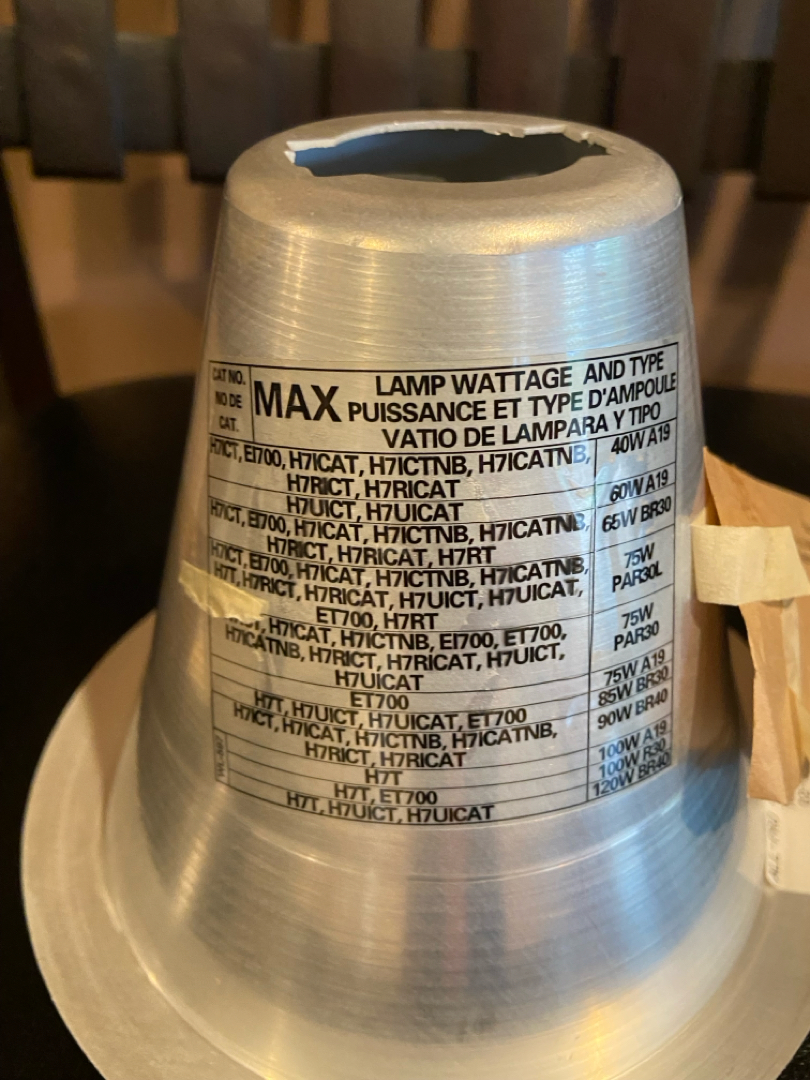 CAT NO.
NO DE
CAT.
MAX
LAMP WATTAGE AND TYPE
PUISSANCE ET TYPE D'AMPOULE
VATIO DE LAMPARA Y TIPO
H7ICT, EI700, H7ICAT, H7ICTNB, H7ICATNB,
H7RICT, H7RICAT
40W A19
H7UICT, H7UICAT
60W A19
H7ICT, EI700, H7ICAT, H7ICTNB, H7ICATNB,
H7RICT, H7RICAT, H7RT
65W BR30
H7ICT, EI700, H7ICAT, H7ICTNB, H7ICATNB,
H7T, H7RICT, H7RICAT, H7UICT, H7UICAT,
ET700, H7RT
75W
PAR30L
H7ICAT, H7ICTNB, EI700, ET700,
H7ICATNB, H7RICT, H7RICAT, H7UICT,
H7UICAT
75W
PAR30
ET700
75W A19
H7T, H7UICT, H7UICAT, ET700
85W BR30
H7ICT, H7ICAT, H7ICTNB, H7ICATNB,
H7RICT, H7RICAT
90W BR40
H7T
100W A19
H7T, ET700
100W R30
H7T, H7UICT, H7UICAT
120W BR40